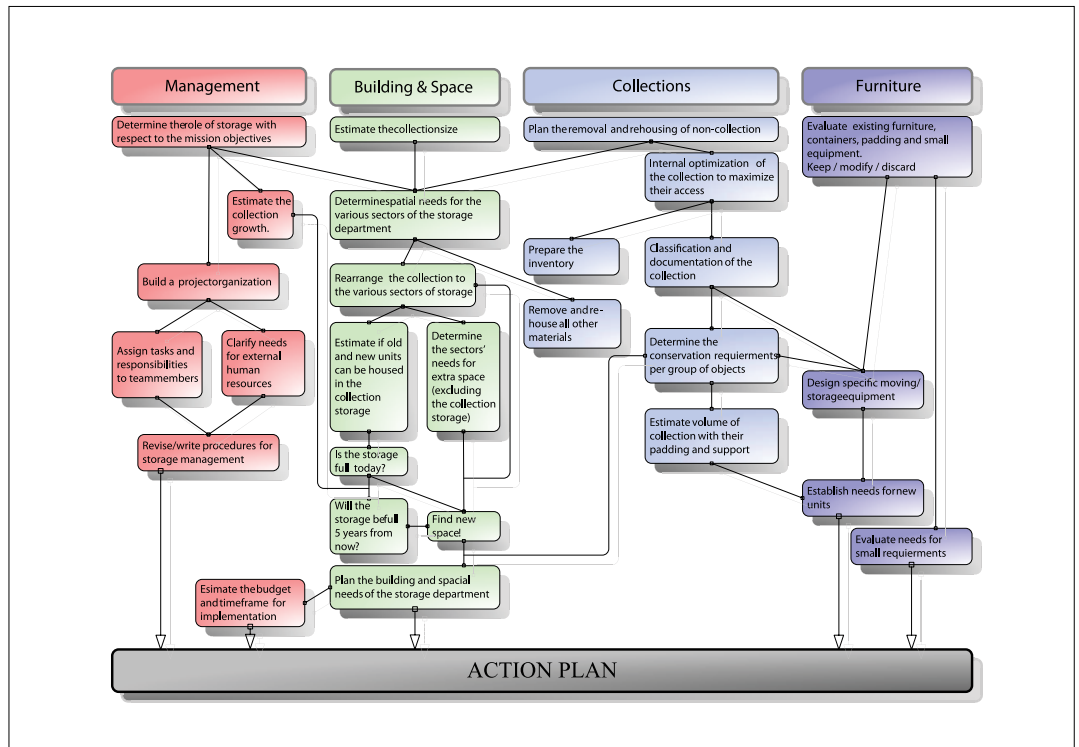 Management
Building & Space
Collections
Furniture
Determine therole of storage with
respect to the mission objectives
Estimate thecollectionsize
Plan the removal and rehousing of non-collection
Evaluate existing furniture,
containers, padding and small
equipment.
Keep / modify / discard
Internal optimization of
the collection to maximize
their access
Estimate the
collection
growth.
Determinespatial needs for the
various sectors of the storage
department
Prepare the
inventory
Classification and
documentation of the
collection
Build a projectorganization
Rearrange the collection to
the various sectors of storage
Remove and re-
house all other
materials
Assign tasks and
responsibilities
to teammembers
Clarify needs
for external
human
resources
Estimate if old
and new units
can be housed
in the
collection
storage
Determine
the sectors'
needs for
extra space
(excluding
the collection
storage)
Determine the
conservation requierments
per group of objects
Design specific moving/
storageequipment
Estimate volume of
collection with their
padding and support
Revise/write procedures for
storage management
Is the storage
full today?
Establish needs fornew
units
Will the
storage befull
5 years from
now?
Find new
space!
Evaluate needs for
small requierments
Esimate the budget
and timeframe for
implementation
Plan the building and spacial
needs of the storage department
ACTION PLAN